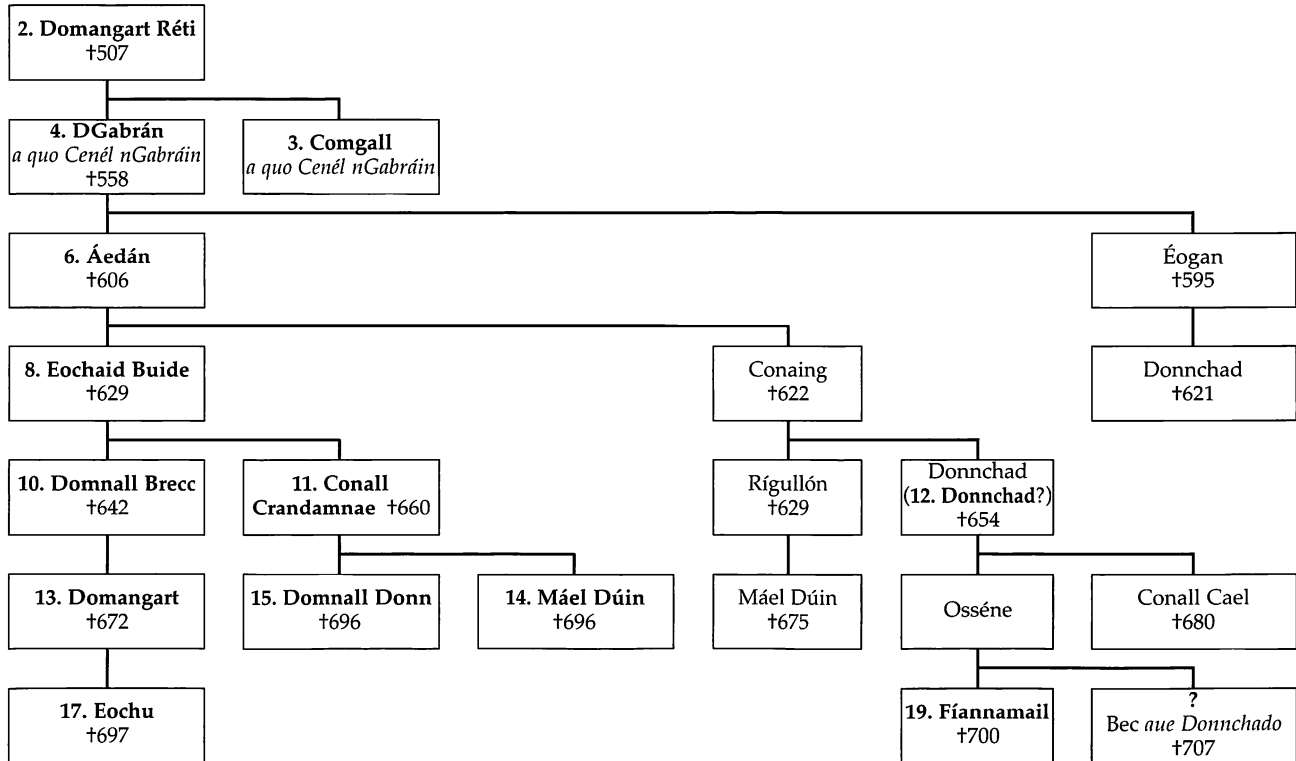 2. Domangart Réti
†507
4. DGabrán
a quo Cenél nGabráin
†558
3. Comgall
a quo Cenél nGabráin
6. Áedán
†606
Éogan
†595
8. Eochaid Buide
†629
Conaing
†622
Donnchad
†621
10. Domnall Brecc
†642
11. Conall
Crandamnae †660
Rígullón
†629
Donnchad
(12. Donnchad?)
†654
13. Domangart
†672
15. Domnall Donn
†696
14. Máel Dúin
†696
Máel Dúin
†675
Osséne
Conall Cael
†680
17. Eochu
†697
19. Fíannamail
†700
?
Bec aue Donnchado
†707